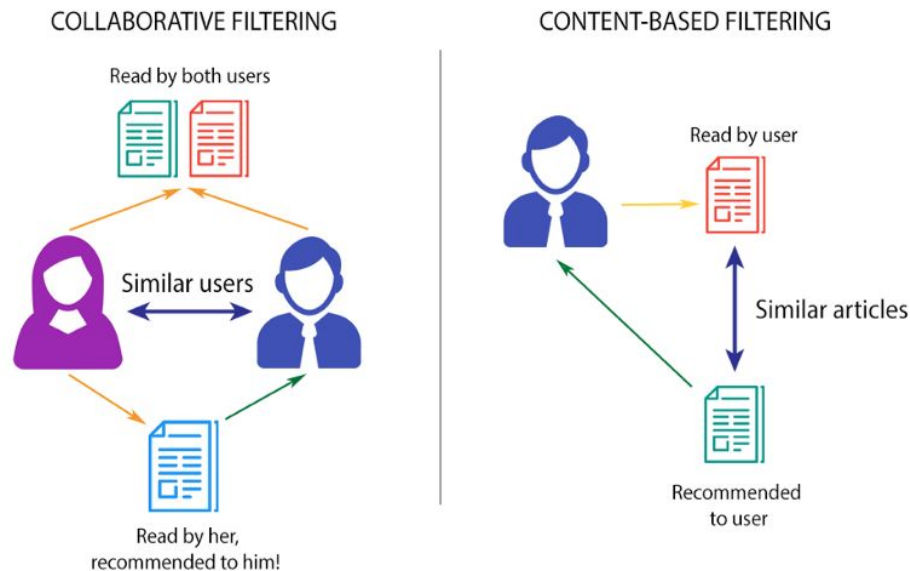 COLLABORATIVE FILTERING
Read by both users
Similar users
Read by her,
recommended to him!
CONTENT-BASED FILTERING
Read by user
Similar articles
Recommended
to user